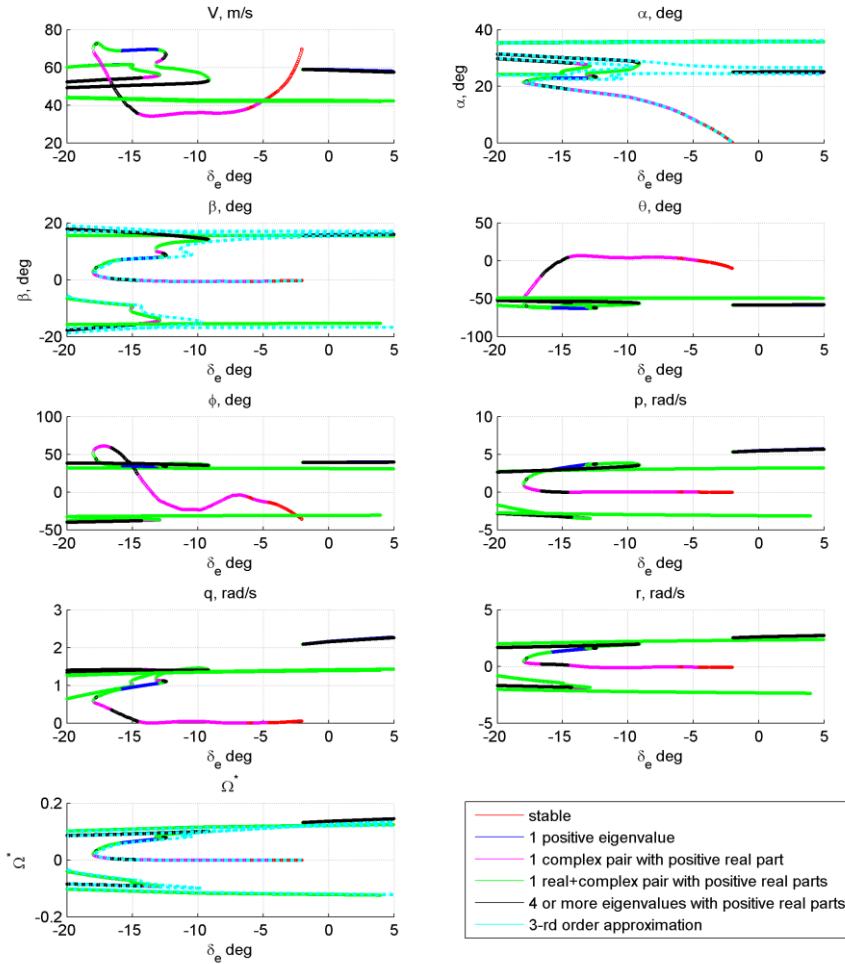 V, m/s
80
60
40
20
-20 -15 -10 -5 0 5
δe deg
α, deg
α, deg
40
20
0
-20 -15 -10 -5 0 5
δe deg
β, deg
β, deg
20
0
-20
-20 -15 -10 -5 0 5
δe deg
θ, deg
50
0
-50
-100
-20 -15 -10 -5 0 5
δe deg
ϕ, deg
100
50
0
-50
-20 -15 -10 -5 0 5
δe deg
p, rad/s
10
5
0
-5
-20 -15 -10 -5 0 5
δe deg
q, rad/s
3
2
1
0
-20 -15 -10 -5 0 5
δe deg
r, rad/s
5
0
-5
-20 -15 -10 -5 0 5
δe deg
Ω*
Ω*
0.2
0
-0.2
-20 -15 -10 -5 0 5
δe deg
stable
1 positive eigenvalue
1 complex pair with positive real part
1 real+complex pair with positive real parts
4 or more eigenvalues with positive real parts
3-rd order approximation